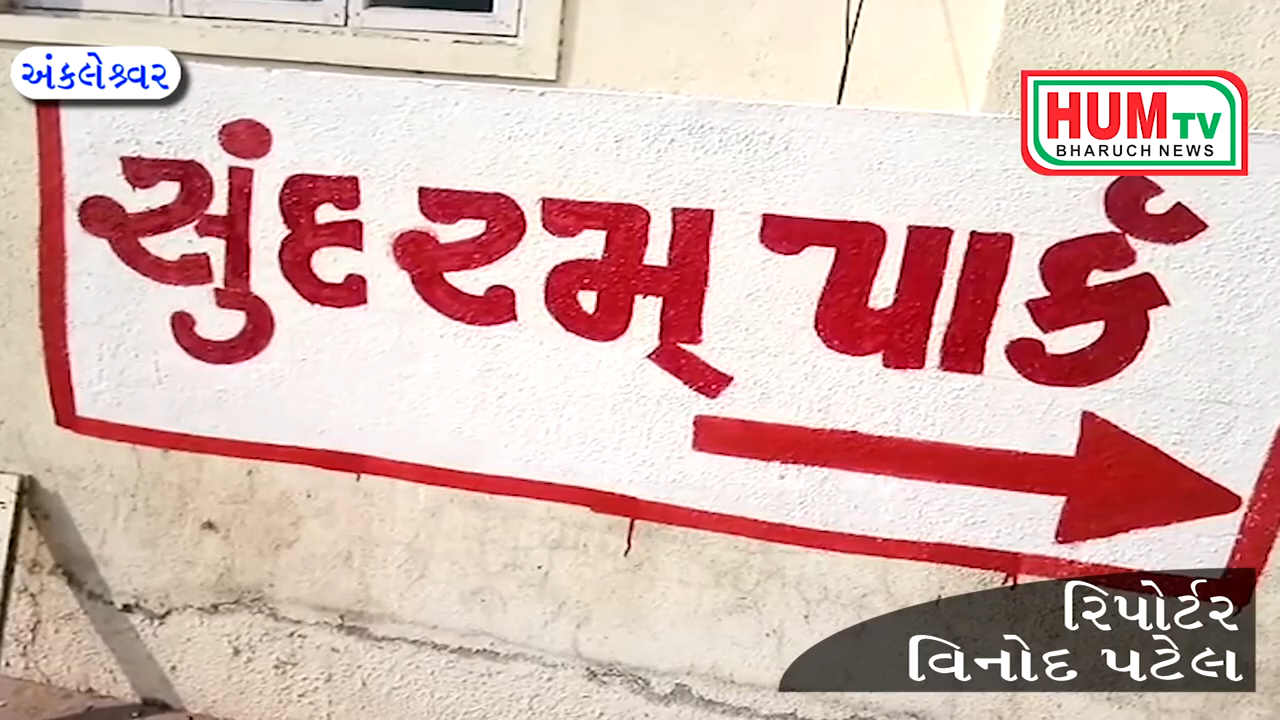 અંકલેશ્વર
HUM TV
BHARUCH NEWS
સુંદરમ્ પાર્ક
રિપોર્ટર
વિનોદ પટેલ